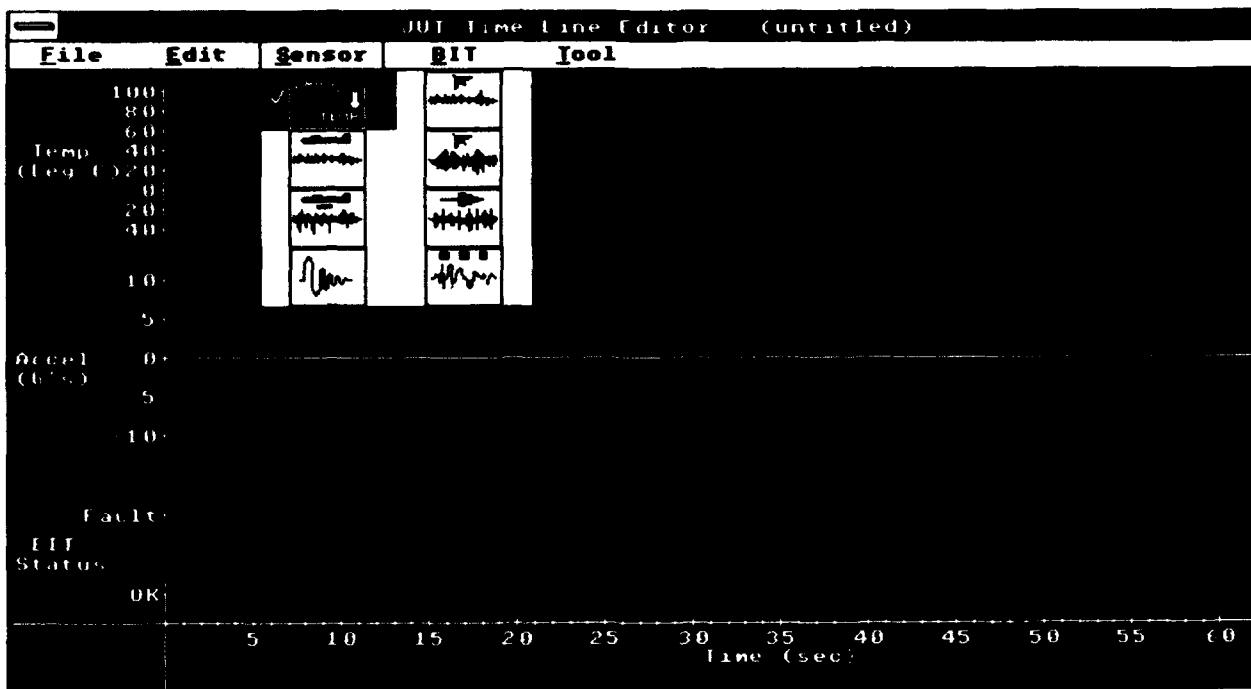 JUT Time Line Editor (untitled)
File Edit Sensor BIT Tool
100
80
60
Temp 40
20
0
20
40
TEMP
10
5
Accel 0
(G's)
5
-10
Fault
Status
OK
5 10 15 20 25 30 35 40 45 50 55 60
Time (sec)